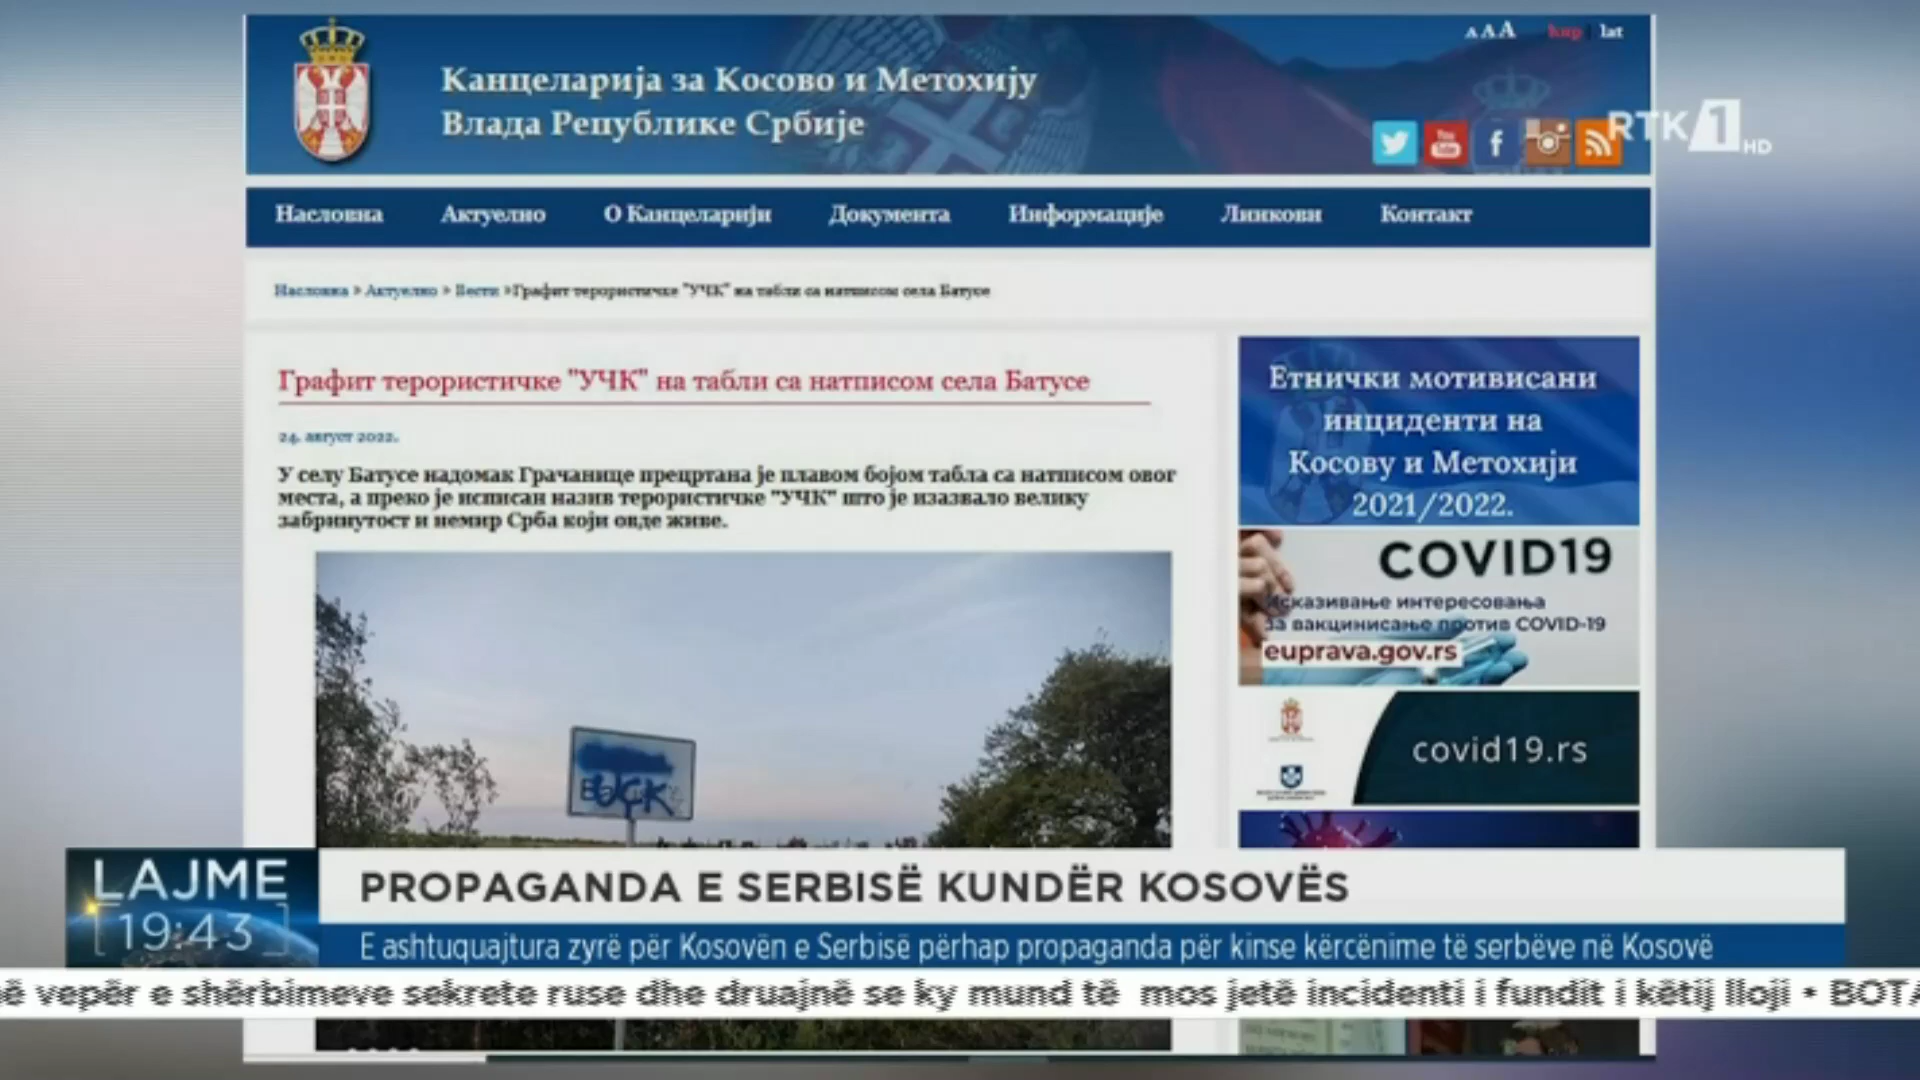 Канцеларија за Косово и Метохију
Влада Републике Србије
A A A ћир | lat
RTK 1 HD
Насловна Актуелно О Канцеларији Документа Информације Линкови Контакт
Насловна » Актуелно » Вести »Графит терористичке "УЧК" на табли са натписом села Батусе
Графит терористичке "УЧК" на табли са натписом села Батусе
24. август 2022.
У селу Батусе надомак Грачанице прецртана је плавом бојом табла са натписом овог
места, а преко је исписан назив терористичке "УЧК" што је изазвало велику
забринутост и немир Срба који овде живе.
UÇK
Етнички мотивисани
инциденти на
Косову и Метохији
2021/2022.
COVID19
Исказивање интересовања
за вакцинисање против COVID-19
euprava.gov.rs
covid19.rs
LAJME
19:43
PROPAGANDA E SERBISË KUNDËR KOSOVËS
E ashtuquajtura zyrë për Kosovën e Serbisë përhap propaganda për kinse kërcënime të serbëve në Kosovë
ë vepër e shërbimeve sekrete ruse dhe druajnë se ky mund të mos jetë incidenti i fundit i këtij lloji • BOTA